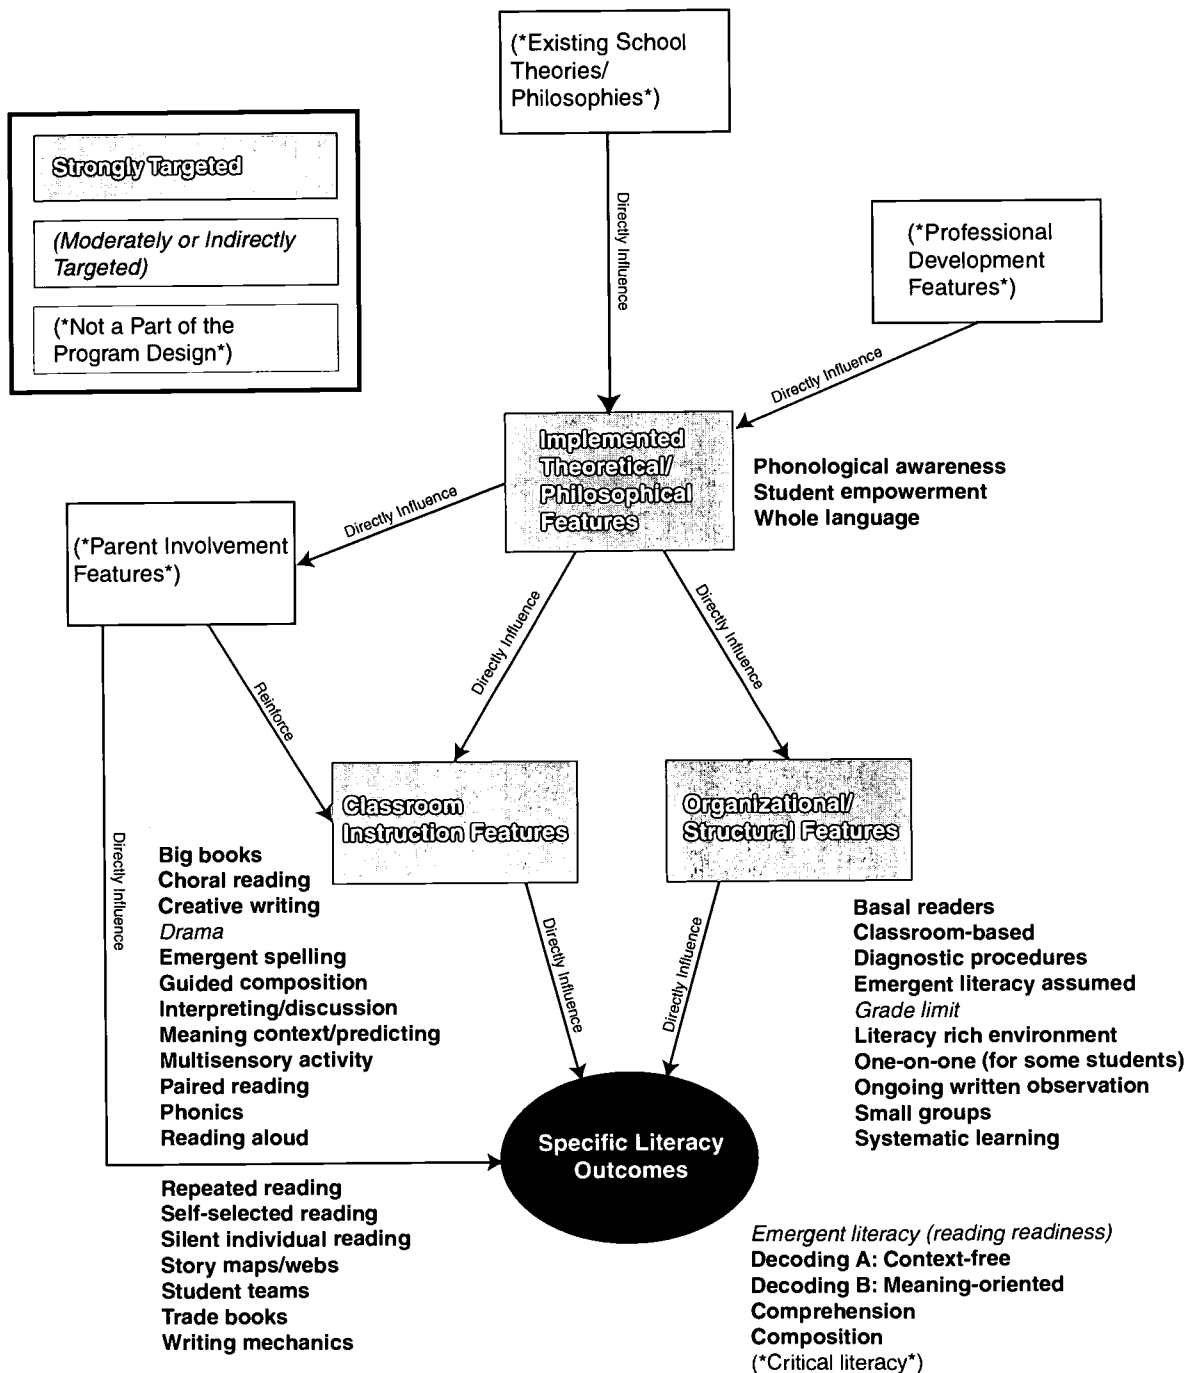 (*Existing School
Theories/
Philosophies*)
Strongly Targeted
(Moderately or Indirectly
Targeted)
(*Not a Part of the
Program Design*)
Directly Influence
(*Professional
Development
Features*)
Directly Influence
Implemented
Theoretical/
Philosophical
Features
Phonological awareness
Student empowerment
Whole language
Directly Influence
(*Parent Involvement
Features*)
Directly Influence
Directly Influence
Reinforce
Classroom
Instruction Features
Organizational/
Structural Features
Directly Influence
Big books
Choral reading
Creative writing
Drama
Emergent spelling
Guided composition
Interpreting/discussion
Meaning context/predicting
Multisensory activity
Paired reading
Phonics
Reading aloud
Repeated reading
Self-selected reading
Silent individual reading
Story maps/webs
Student teams
Trade books
Writing mechanics
Directly Influence
Directly Influence
Basal readers
Classroom-based
Diagnostic procedures
Emergent literacy assumed
Grade limit
Literacy rich environment
One-on-one (for some students)
Ongoing written observation
Small groups
Systematic learning
Specific Literacy
Outcomes
Emergent literacy (reading readiness)
Decoding A: Context-free
Decoding B: Meaning-oriented
Comprehension
Composition
(*Critical literacy*)